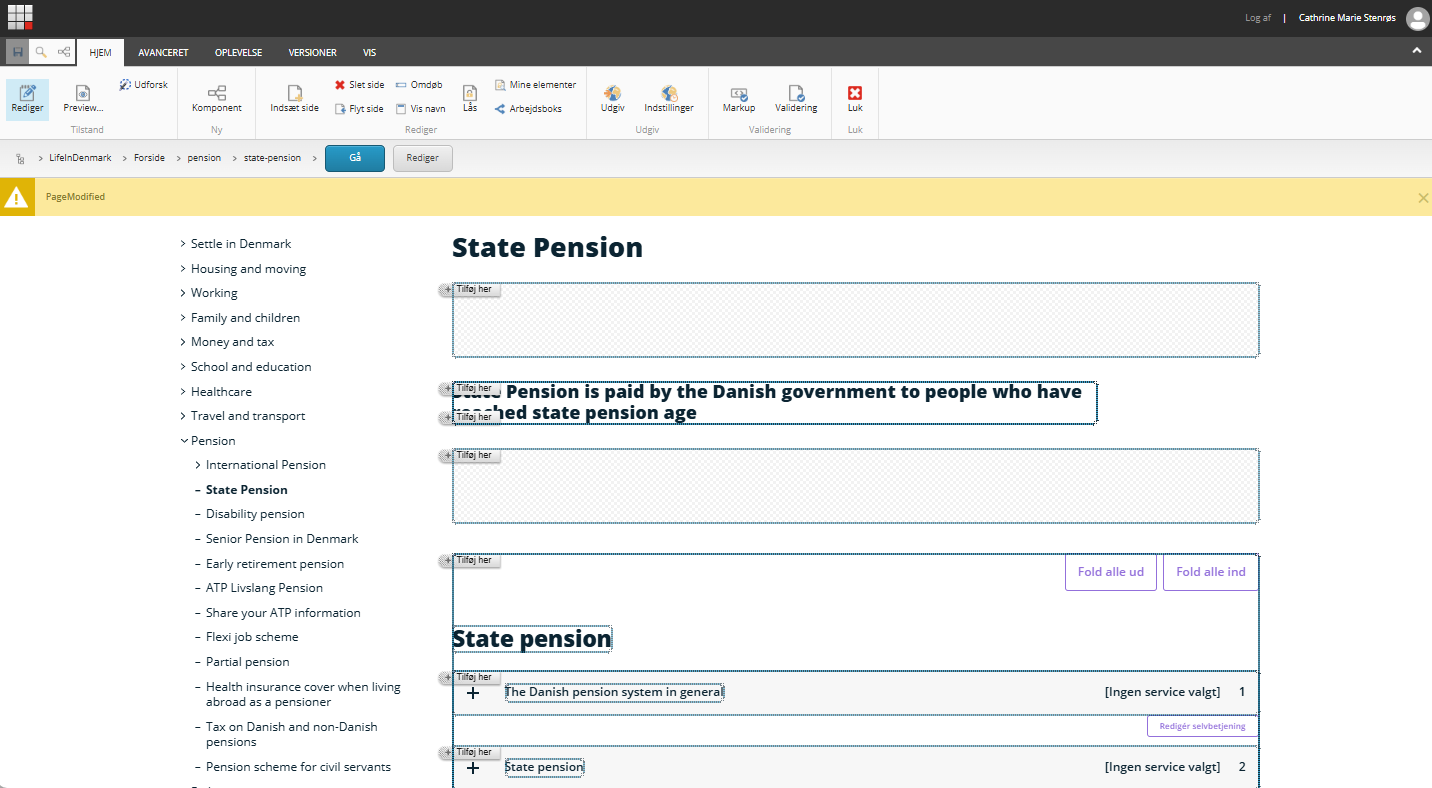 Log af | Cathrine Marie Stenrøs
HJEM AVANCERET OPLEVELSE VERSIONER VIS
Rediger Preview... Udforsk
Tilstand
Komponent
Ny
Indsæt side Slet side Omdøb Lås Mine elementer
Flyt side Vis navn Arbejdsboks
Rediger
Udgiv Indstillinger
Udgiv
Markup Validering
Validering
Luk
Luk
LifeInDenmark Forside pension state-pension Gå Rediger
PageModified
Settle in Denmark
Housing and moving
Working
Family and children
Money and tax
School and education
Healthcare
Travel and transport
Pension
International Pension
– State Pension
– Disability pension
– Senior Pension in Denmark
– Early retirement pension
– ATP Livslang Pension
– Share your ATP information
– Flexi job scheme
– Partial pension
– Health insurance cover when living
abroad as a pensioner
– Tax on Danish and non-Danish
pensions
– Pension scheme for civil servants
State Pension
Tilføj her
Tilføj her
Pension is paid by the Danish government to people who have
Tilføj her
state pension age
Tilføj her
Tilføj her
Fold alle ud Fold alle ind
State pension
Tilføj her
The Danish pension system in general [Ingen service valgt] 1
Redigér selvbetjening
Tilføj her
State pension [Ingen service valgt] 2